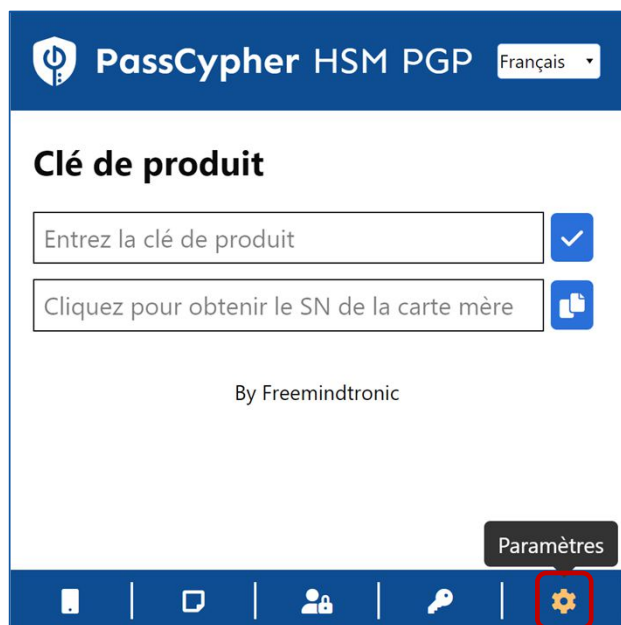 PassCypher HSM PGP
Français
Clé de produit
Entrez la clé de produit
Cliquez pour obtenir le SN de la carte mère
By Freemindtronic
Paramètres